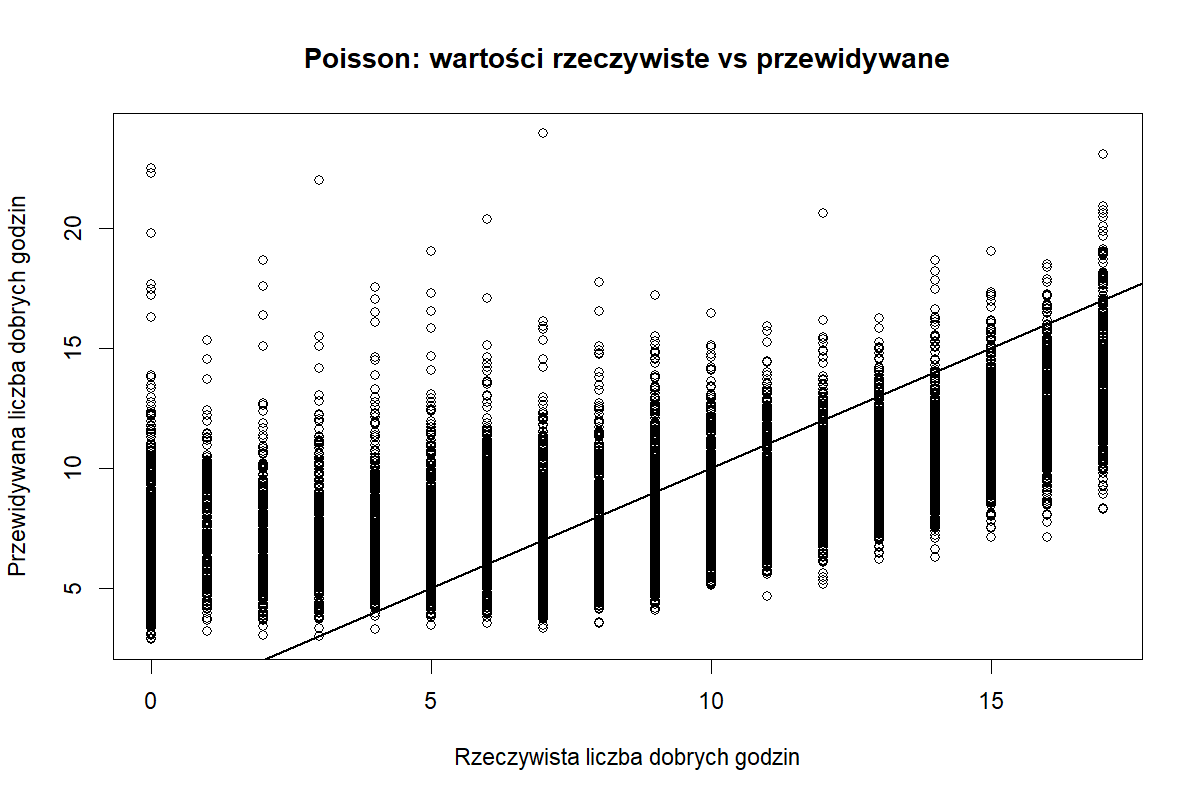 Poisson: wartości rzeczywiste vs przewidywane
Przewidywana liczba dobrych godzin
20
15
10
5
0 5 10 15
Rzeczywista liczba dobrych godzin